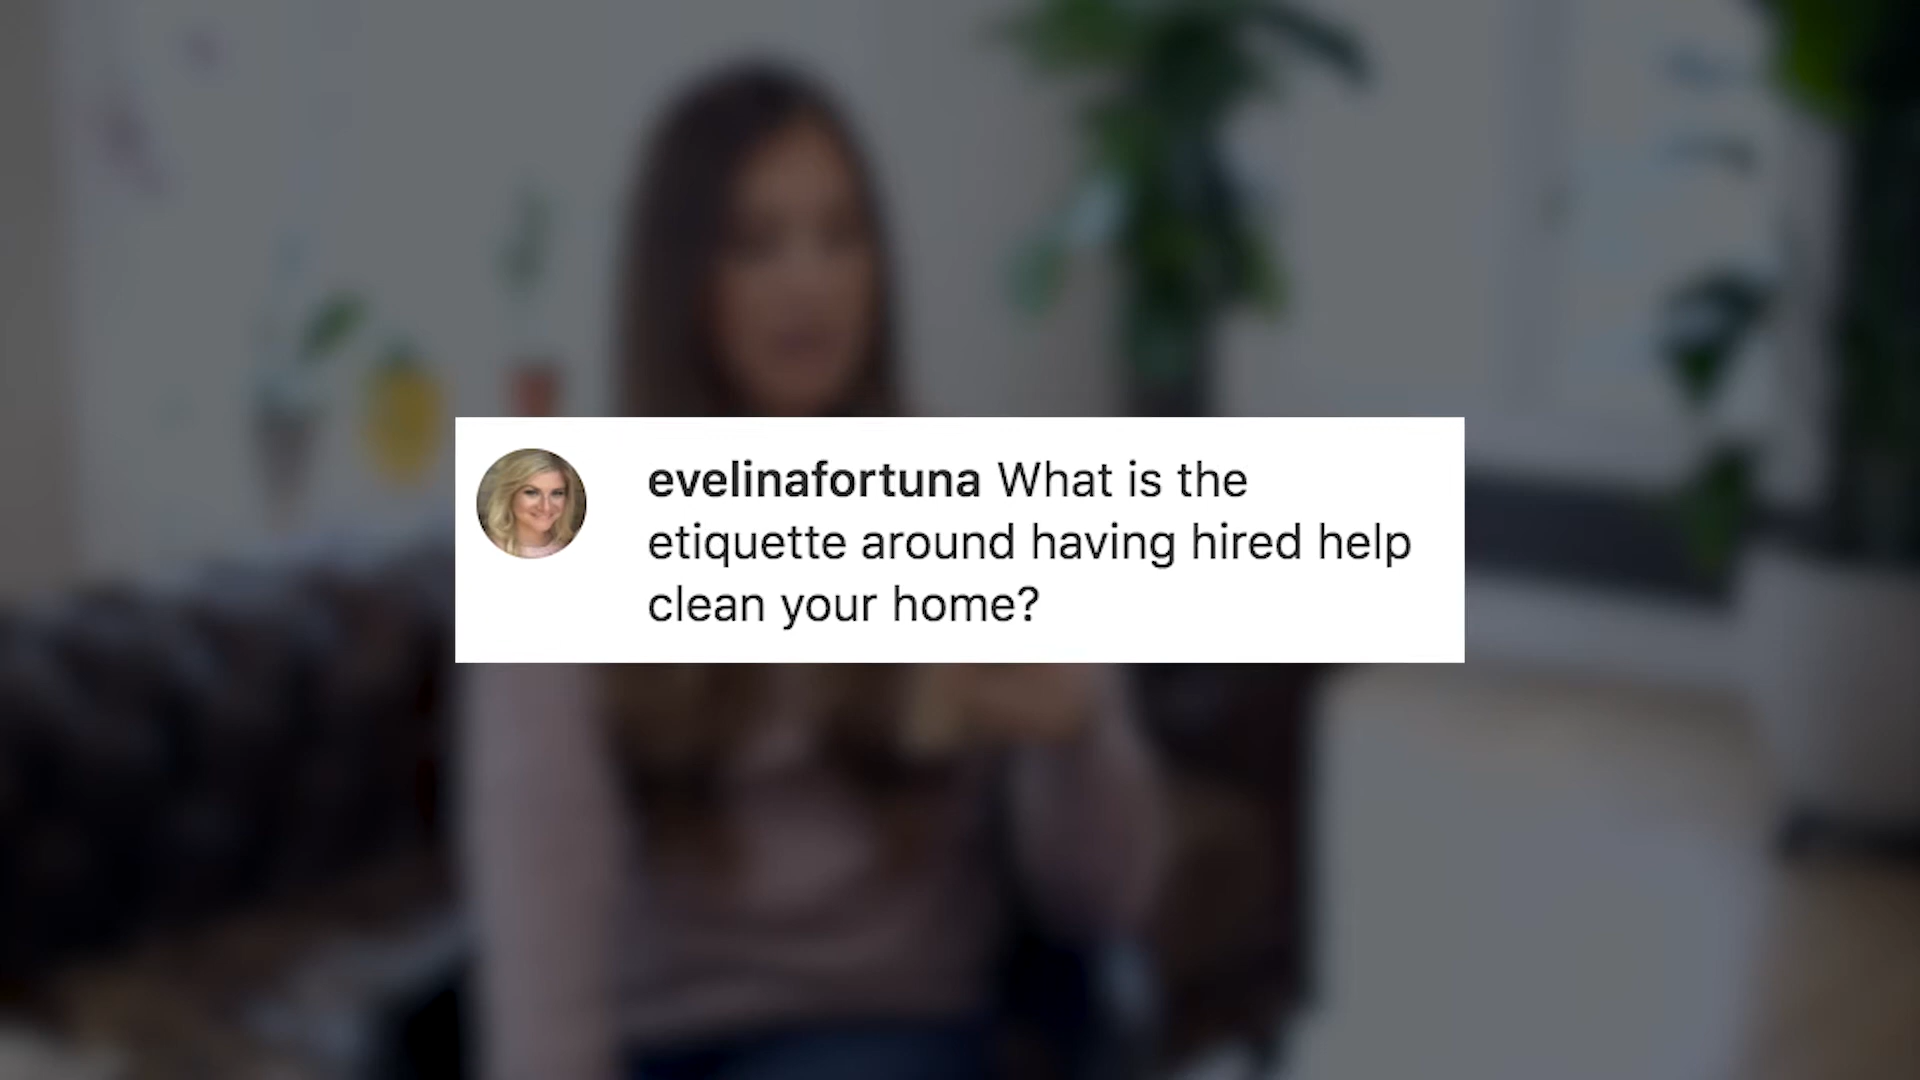 evelinafortuna What is the
etiquette around having hired help
clean your home?